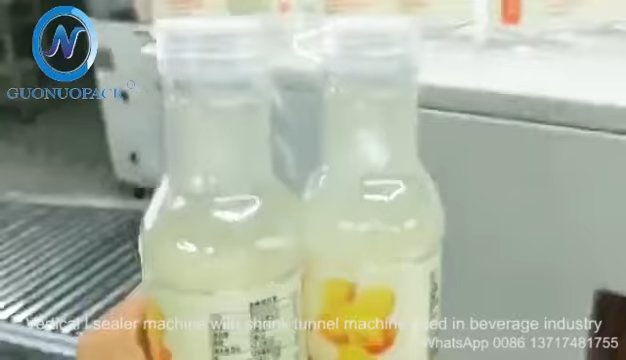 N
GUONUOPACK®
Vertical l sealer machine with shrink tunnel machine used in beverage industry
WhatsApp 0086 13717481755